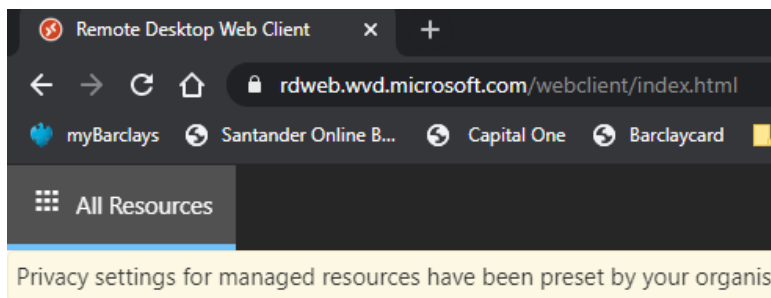 Remote Desktop Web Client
rdweb.wvd.microsoft.com/webclient/index.html
myBarclays Santander Online B... Capital One Barclaycard
All Resources
Privacy settings for managed resources have been preset by your organis